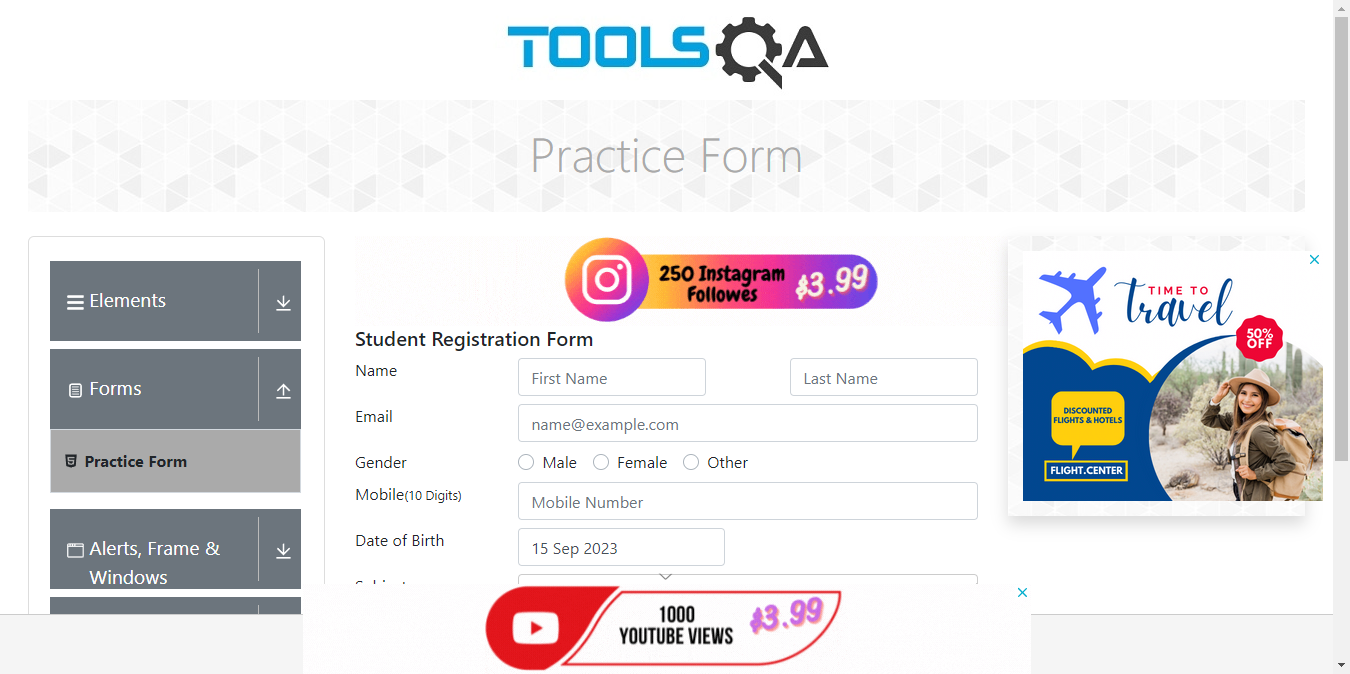 TOOLSQA
Practice Form
Elements
Forms
Practice Form
Alerts, Frame &
Windows
250 Instagram
Followes
$3.99
Student Registration Form
Name
First Name
Last Name
Email
name@example.com
Gender
Male
Female
Other
Mobile(10 Digits)
Mobile Number
Date of Birth
15 Sep 2023
TIME TO
travel
50%
OFF
DISCOUNTED
FLIGHTS & HOTELS
FLIGHT.CENTER
1000
YOUTUBE VIEWS
$3.99